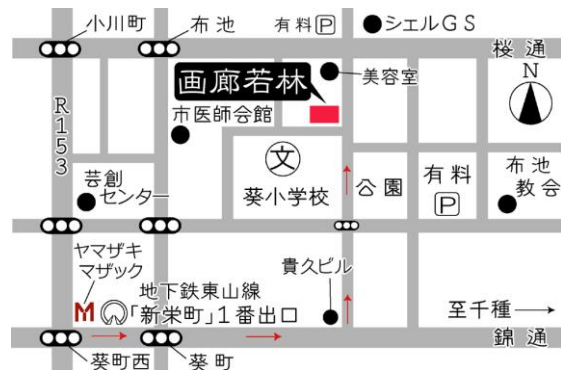 小川町
布池
有料P
シェルGS
桜通
画廊若林
美容室
N
市医師会館
R153
文
葵小学校
芸創
センター
公園
有料
P
布池
教会
ヤマザキ
マザック
地下鉄東山線
「新栄町」1番出口
貴久ビル
至千種
錦通
葵町西
葵町